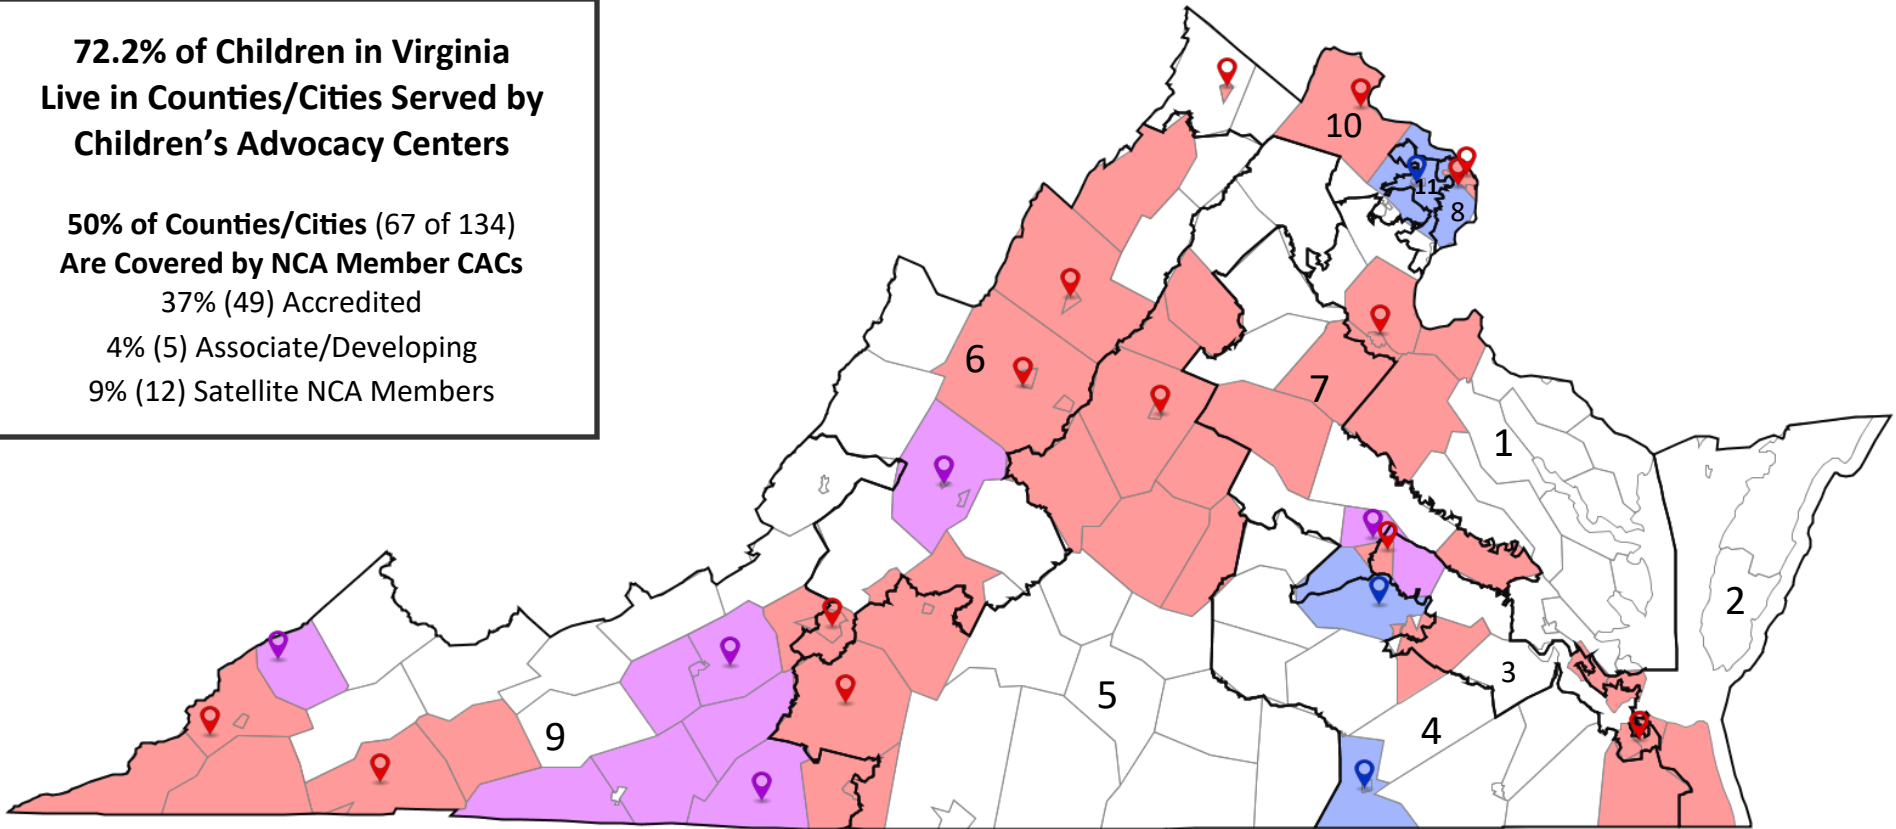 72.2% of Children in Virginia
Live in Counties/Cities Served by
Children’s Advocacy Centers
50% of Counties/Cities (67 of 134)
Are Covered by NCA Member CACs
37% (49) Accredited
4% (5) Associate/Developing
9% (12) Satellite NCA Members
10
11
8
6
7
1
2
3
5
4
9